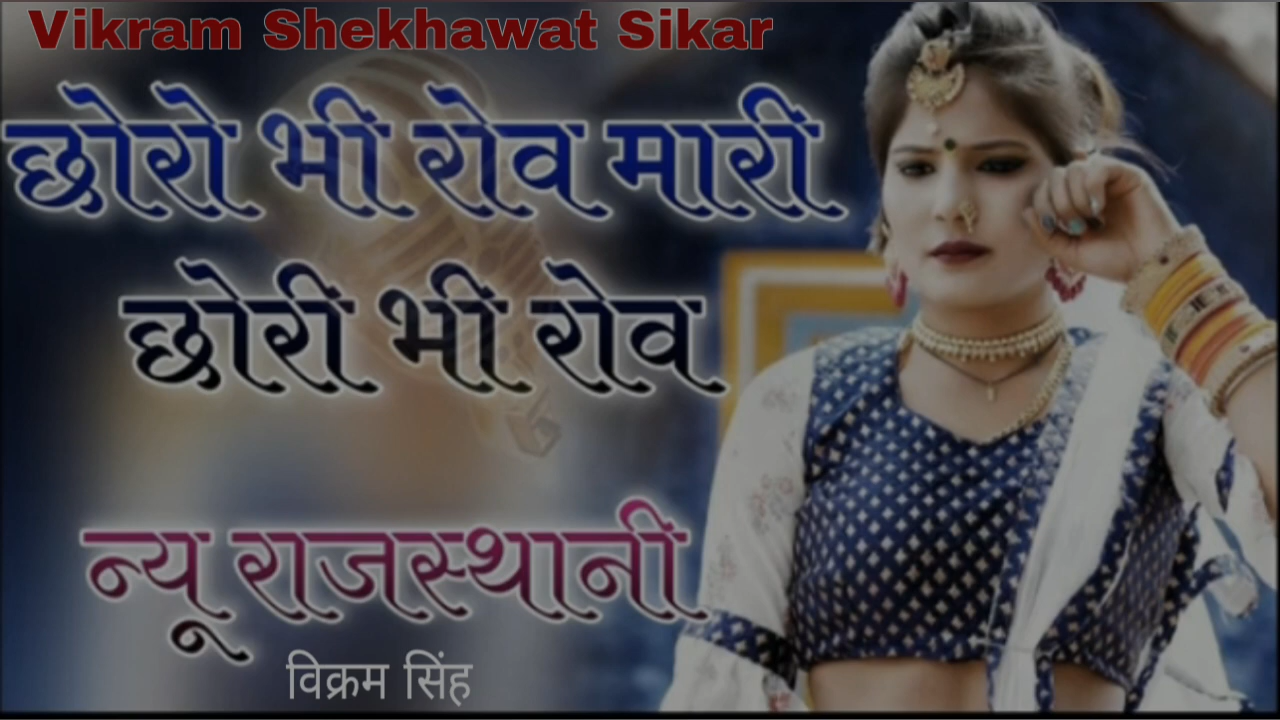 Vikram Shekhawat Sikar
छोरो भी रोव मारी
छोरी भी रोव
न्यू राजस्थानी
विक्रम सिंह